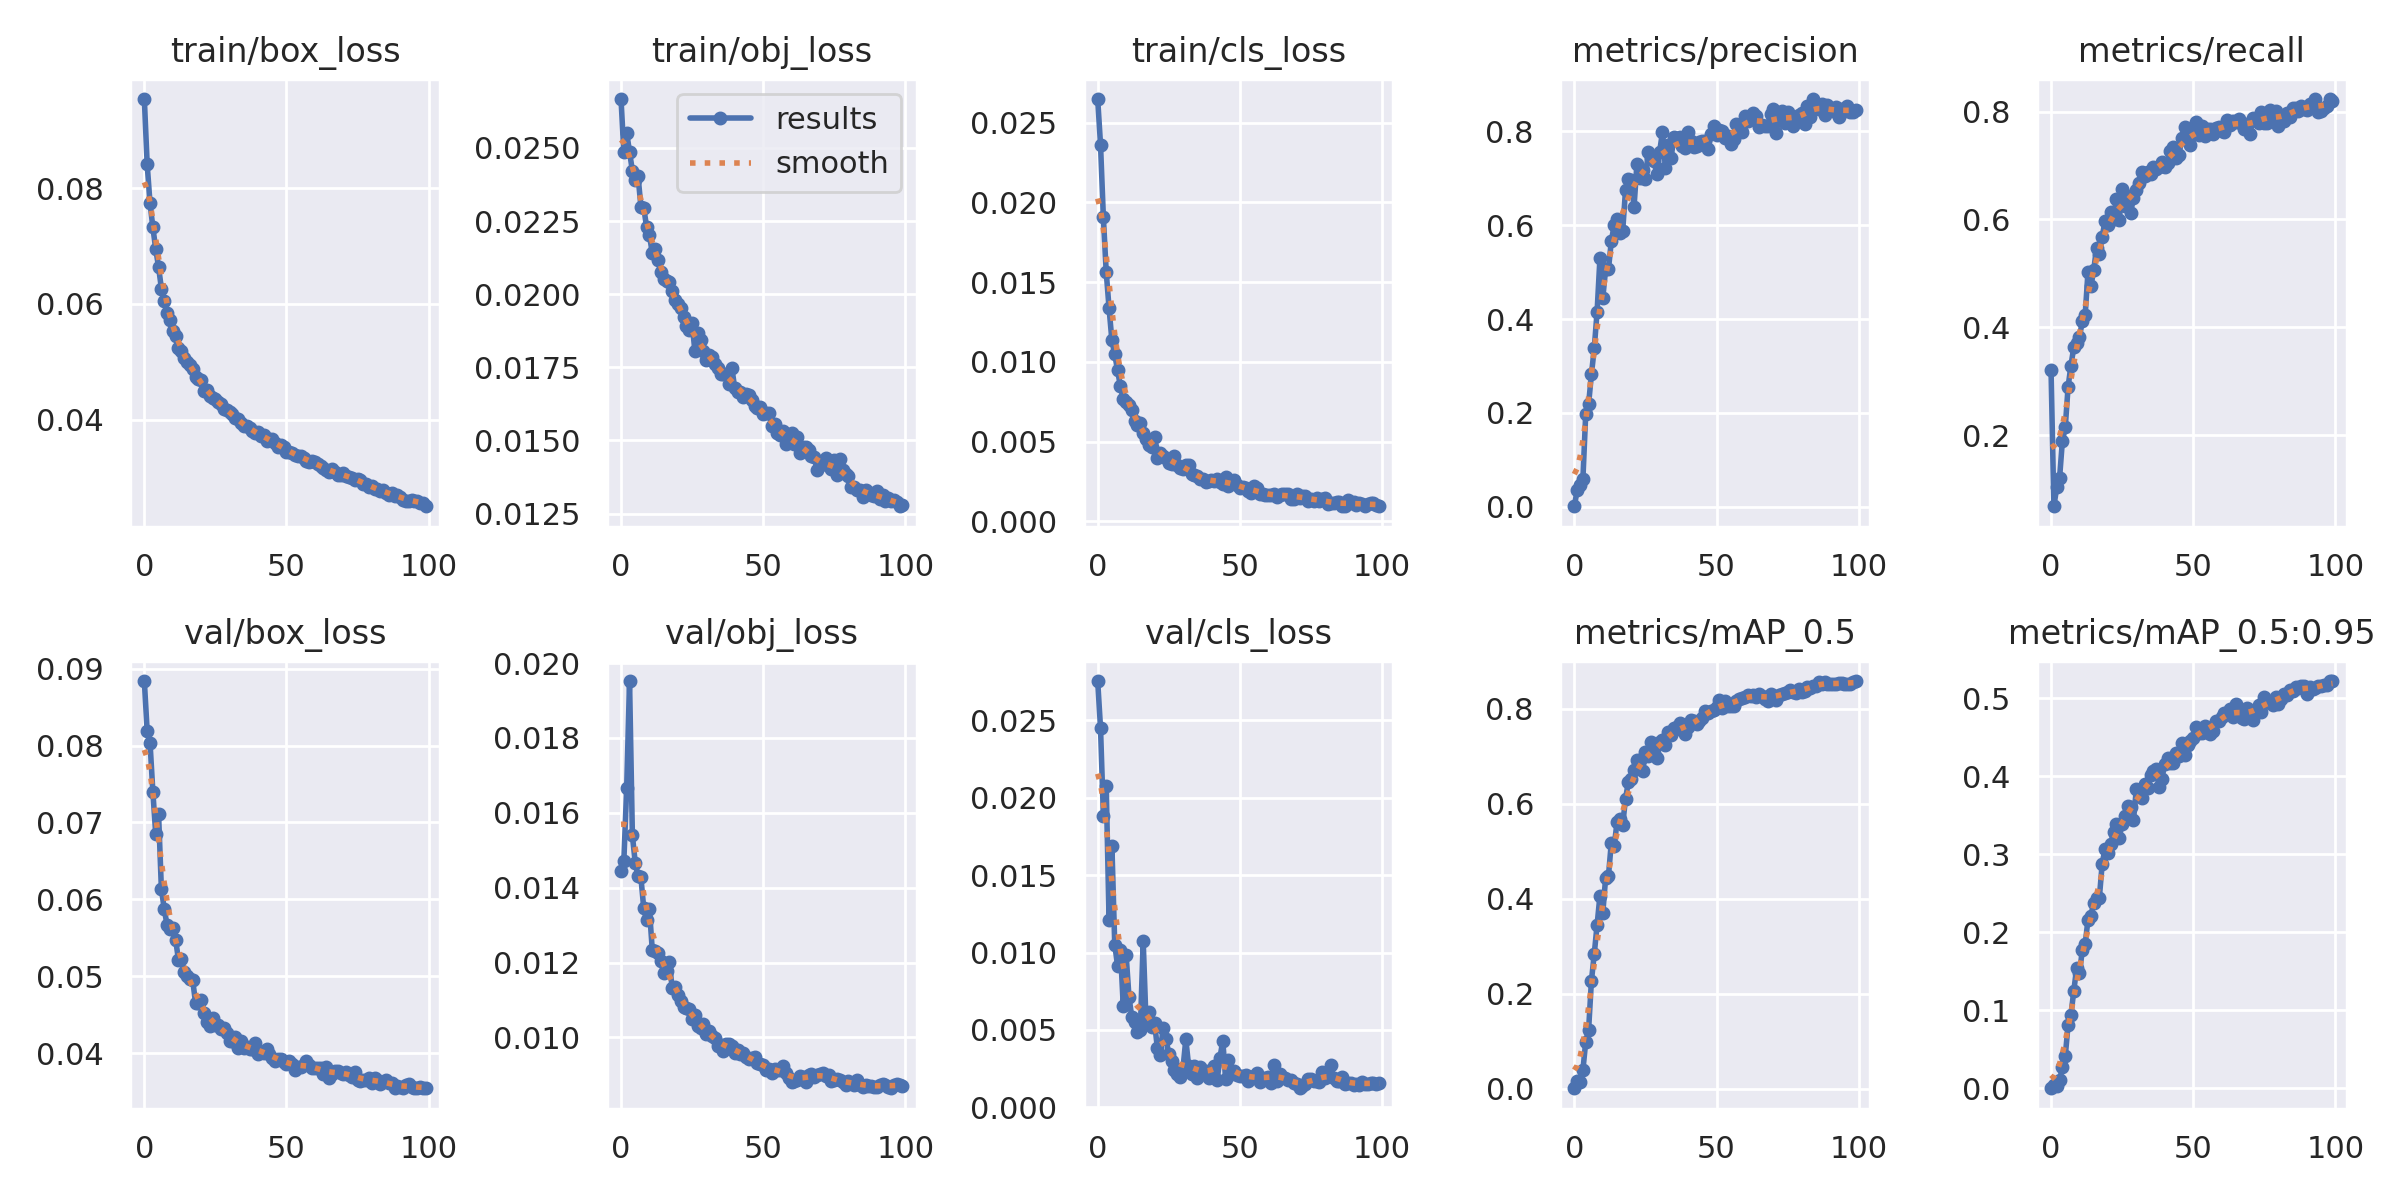 train/box_loss
0.08
0.06
0.04
0 50 100
train/obj_loss
results
smooth
0.0250
0.0225
0.0200
0.0175
0.0150
0.0125
0 50 100
train/cls_loss
0.025
0.020
0.015
0.010
0.005
0.000
0 50 100
metrics/precision
0.8
0.6
0.4
0.2
0.0
0 50 100
metrics/recall
0.8
0.6
0.4
0.2
0 50 100
val/box_loss
0.09
0.08
0.07
0.06
0.05
0.04
0 50 100
val/obj_loss
0.020
0.018
0.016
0.014
0.012
0.010
0 50 100
val/cls_loss
0.025
0.020
0.015
0.010
0.005
0.000
0 50 100
metrics/mAP_0.5
0.8
0.6
0.4
0.2
0.0
0 50 100
metrics/mAP_0.5:0.95
0.5
0.4
0.3
0.2
0.1
0.0
0 50 100